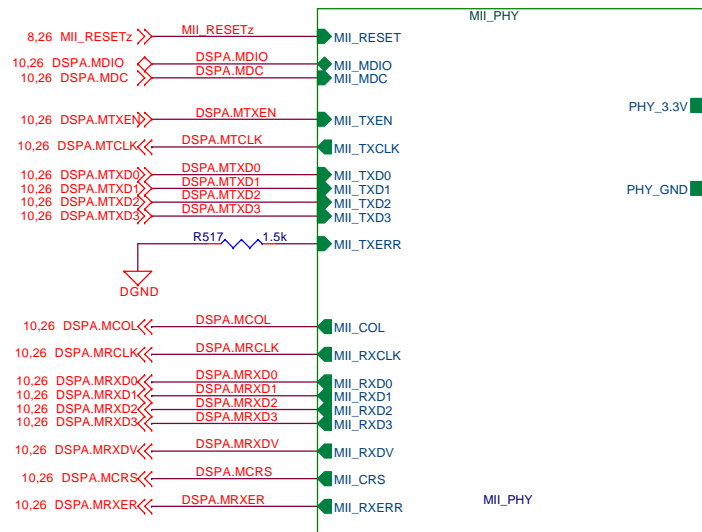 MII_PHY
8,26 MII_RESETz MII_RESETz MII_RESET
10,26 DSPA.MDIO DSPA.MDIO MII_MDIO
10,26 DSPA.MDC DSPA.MDC MII_MDC
PHY_3.3V
10,26 DSPA.MTXEN DSPA.MTXEN MII_TXEN
10,26 DSPA.MTCLK DSPA.MTCLK MII_TXCLK
10,26 DSPA.MTXD0 DSPA.MTXD0 MII_TXD0
10,26 DSPA.MTXD1 DSPA.MTXD1 MII_TXD1
PHY_GND
10,26 DSPA.MTXD2 DSPA.MTXD2 MII_TXD2
10,26 DSPA.MTXD3 DSPA.MTXD3 MII_TXD3
R517 1.5k MII_TXERR
DGND
10,26 DSPA.MCOL DSPA.MCOL MII_COL
10,26 DSPA.MRCLK DSPA.MRCLK MII_RXCLK
10,26 DSPA.MRXD0 DSPA.MRXD0 MII_RXD0
10,26 DSPA.MRXD1 DSPA.MRXD1 MII_RXD1
10,26 DSPA.MRXD2 DSPA.MRXD2 MII_RXD2
10,26 DSPA.MRXD3 DSPA.MRXD3 MII_RXD3
10,26 DSPA.MRXDV DSPA.MRXDV MII_RXDV
10,26 DSPA.MCRS DSPA.MCRS MII_CRS
10,26 DSPA.MRXER DSPA.MRXER MII_RXERR MII_PHY